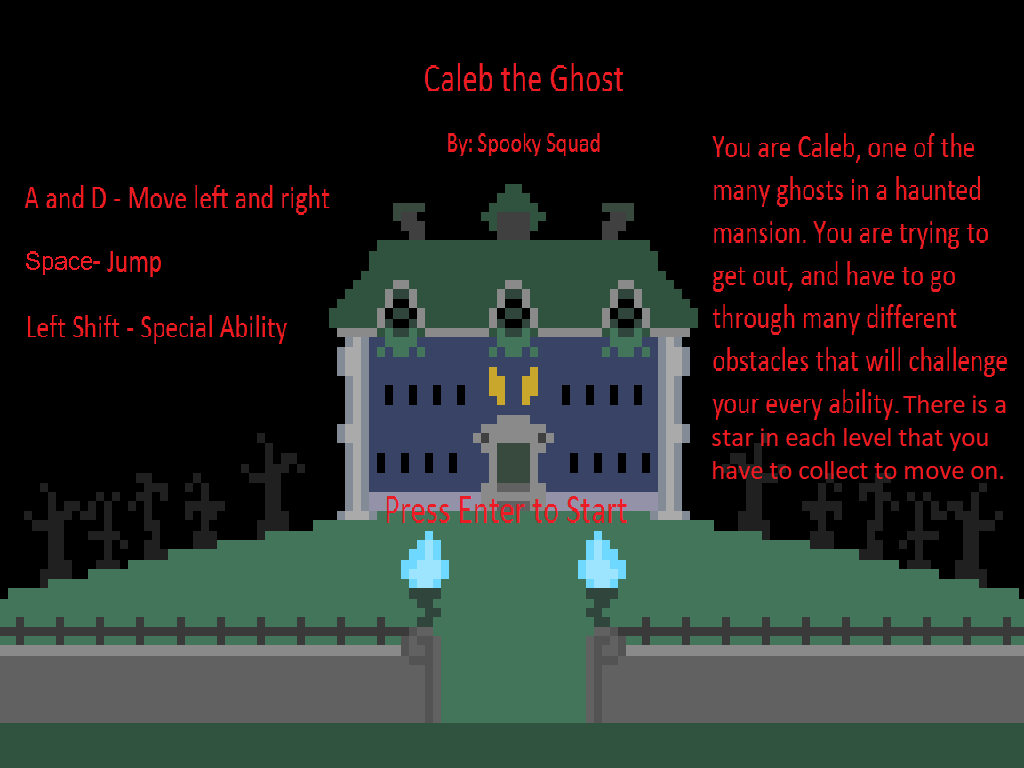 Caleb the Ghost
By: Spooky Squad
A and D - Move left and right
Space- Jump
Left Shift - Special Ability
You are Caleb, one of the
many ghosts in a haunted
mansion. You are trying to
get out, and have to go
through many different
obstacles that will challenge
your every ability. There is a
star in each level that you
have to collect to move on.
Press Enter to Start